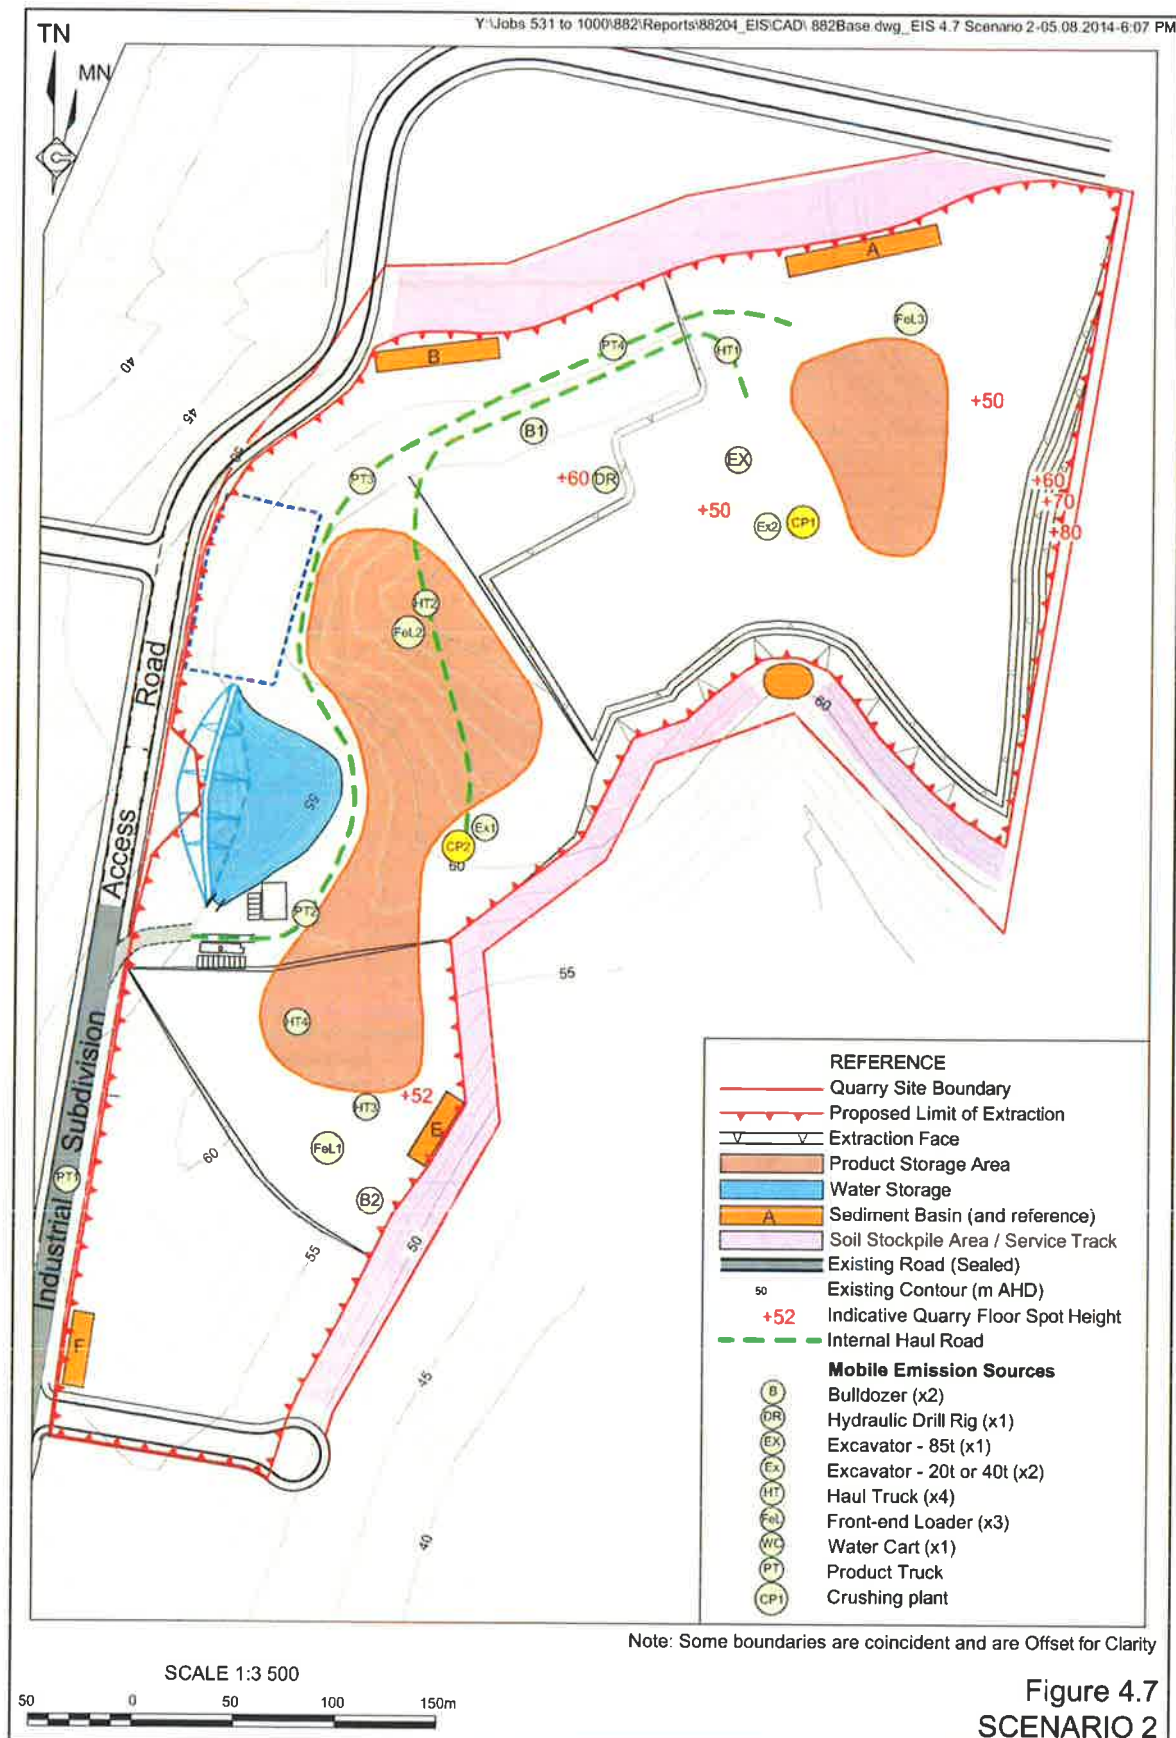 Y:\Jobs 531 to 1000\882\Reports\88204_EIS\CAD\ 882Base.dwg_EIS 4.7 Scenario 2-05.08.2014-6:07 PM
TN
MN
A
FeL3
B
PT4
HT1
40
45
+50
B1
50
EX
PT3
+60
DR
+60
+50
+70
Ex2
CP1
+80
HT2
FeL2
Road
60
55
Access
Ex1
CP2
60
PT2
55
HT4
Industrial Subdivision
HT3
+52
E
FeL1
60
PT1
B2
50
55
F
45
40
REFERENCE
Quarry Site Boundary
Proposed Limit of Extraction
Extraction Face
Product Storage Area
Water Storage
A
Sediment Basin (and reference)
Soil Stockpile Area / Service Track
Existing Road (Sealed)
50
Existing Contour (m AHD)
+52
Indicative Quarry Floor Spot Height
Internal Haul Road
Mobile Emission Sources
B
Bulldozer (x2)
DR
Hydraulic Drill Rig (x1)
EX
Excavator - 85t (x1)
Ex
Excavator - 20t or 40t (x2)
HT
Haul Truck (x4)
FeL
Front-end Loader (x3)
WC
Water Cart (x1)
PT
Product Truck
CP1
Crushing plant
Note: Some boundaries are coincident and are Offset for Clarity
SCALE 1:3 500
50 0 50 100 150m
Figure 4.7
SCENARIO 2